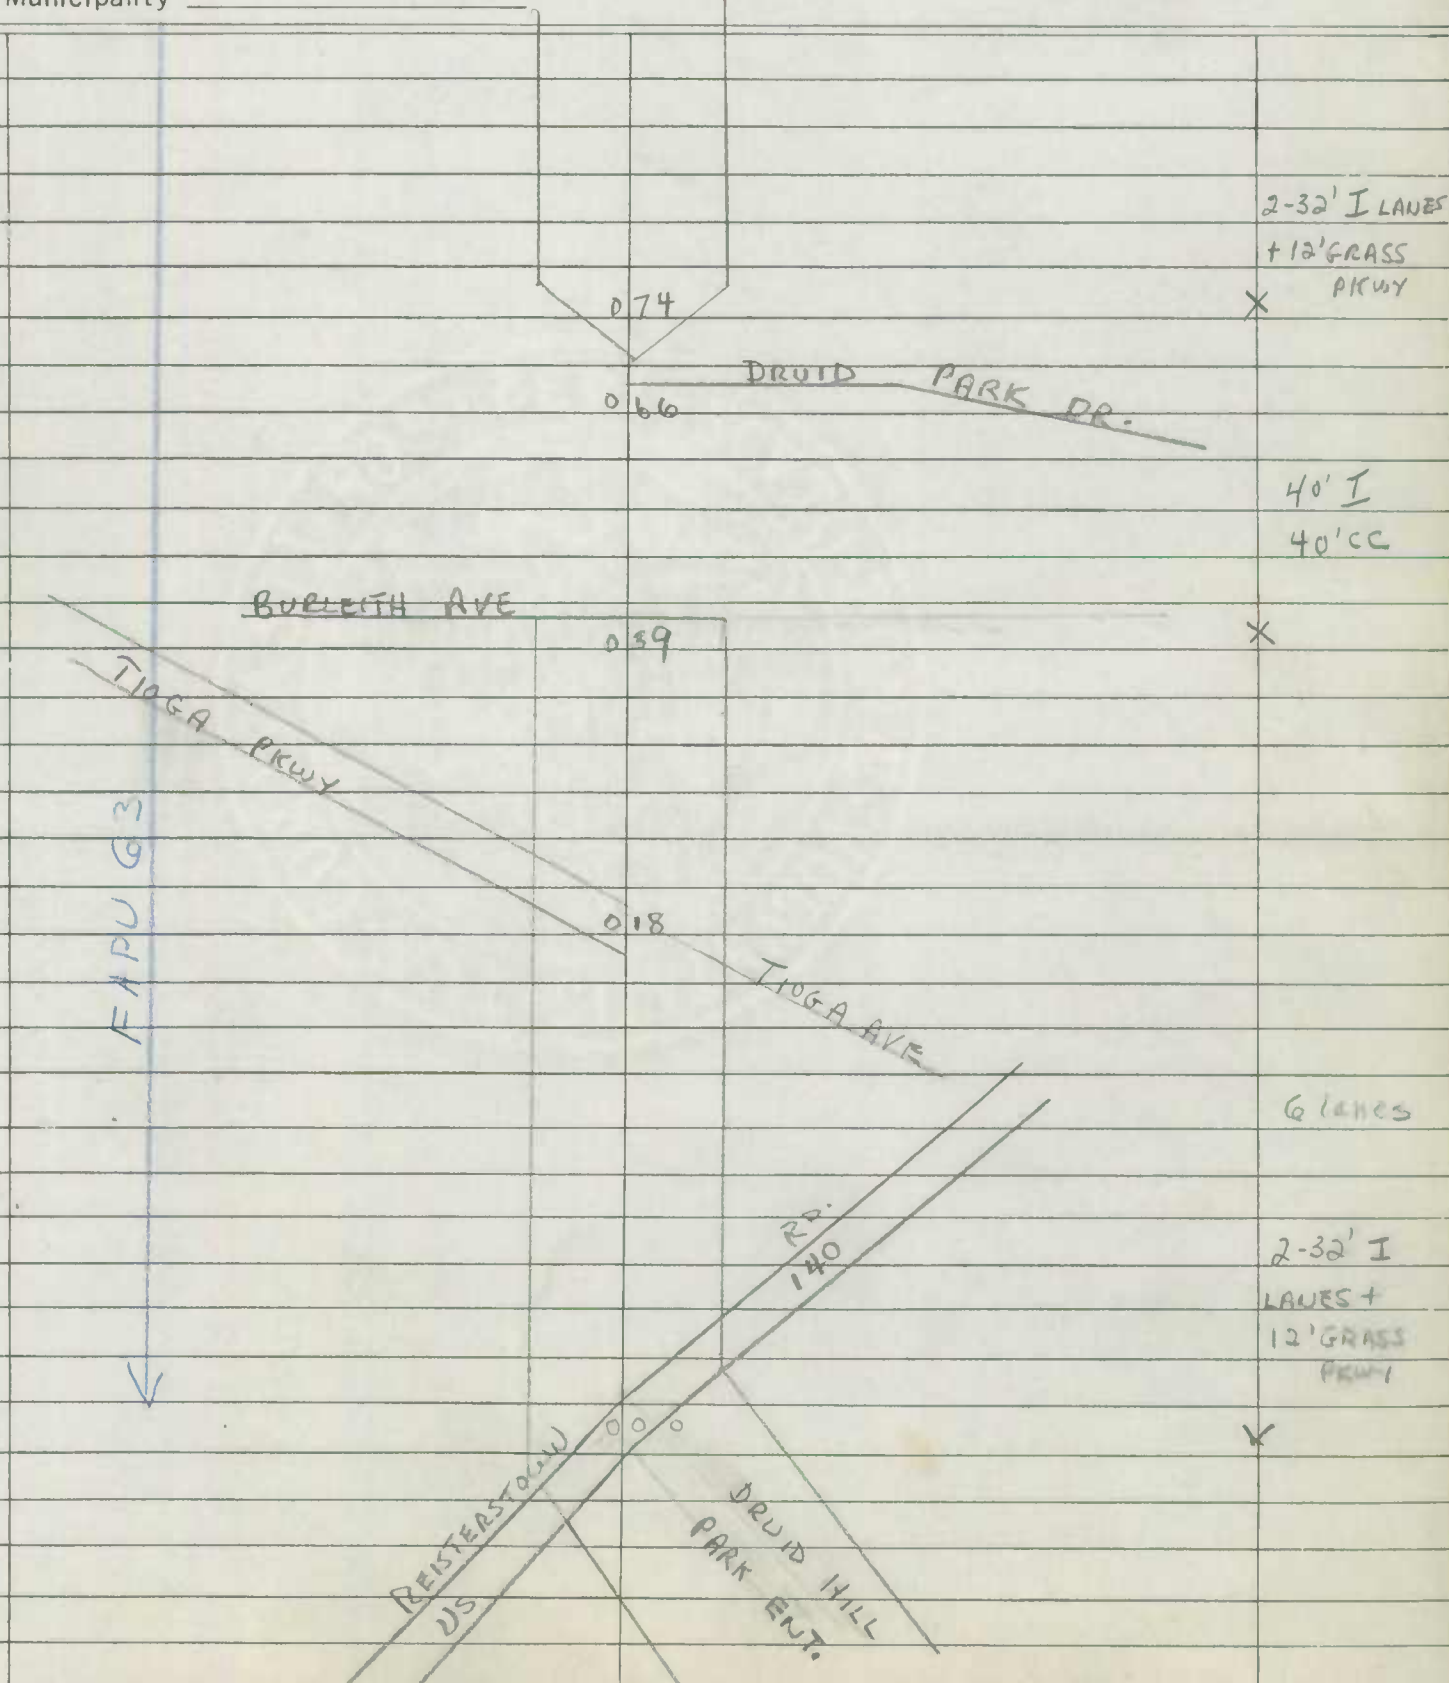 Municipality
2-32' I LANES
+12' GRASS
PKWY
0 74
DRUID PARK DR.
0 66
40' I
40' CC
BURLEITH AVE
0 39
TIOGA PKWY
FAPU 63
0 18
TIOGA AVE
6 lanes
RD.
140
2-32' I
LANES +
12' GRASS
PKWY
0 0 0
REISTERSTOWN
US
DRUID HILL
PARK ENT.